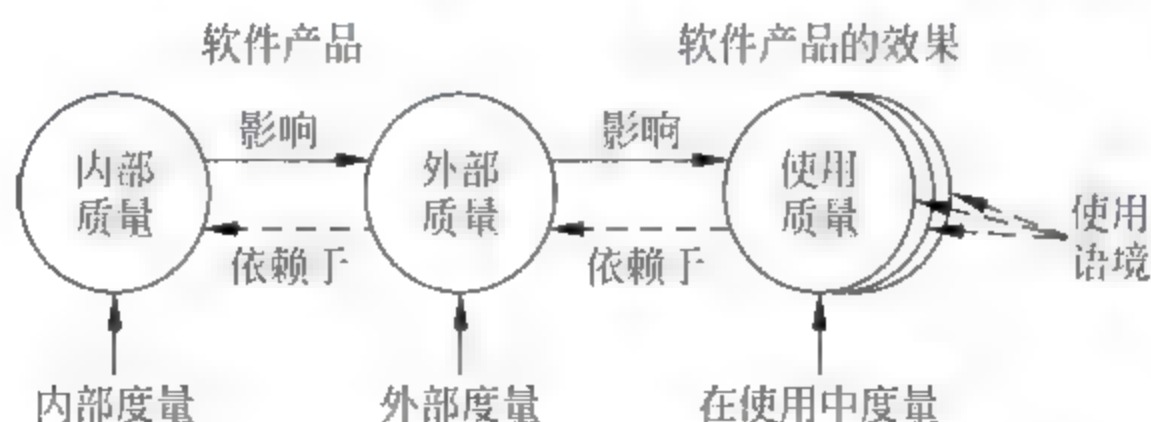 软件产品
软件产品的效果
影响
影响
内部
质量
外部
质量
使用
质量
使用
语境
依赖于
依赖于
内部度量
外部度量
在使用中度量